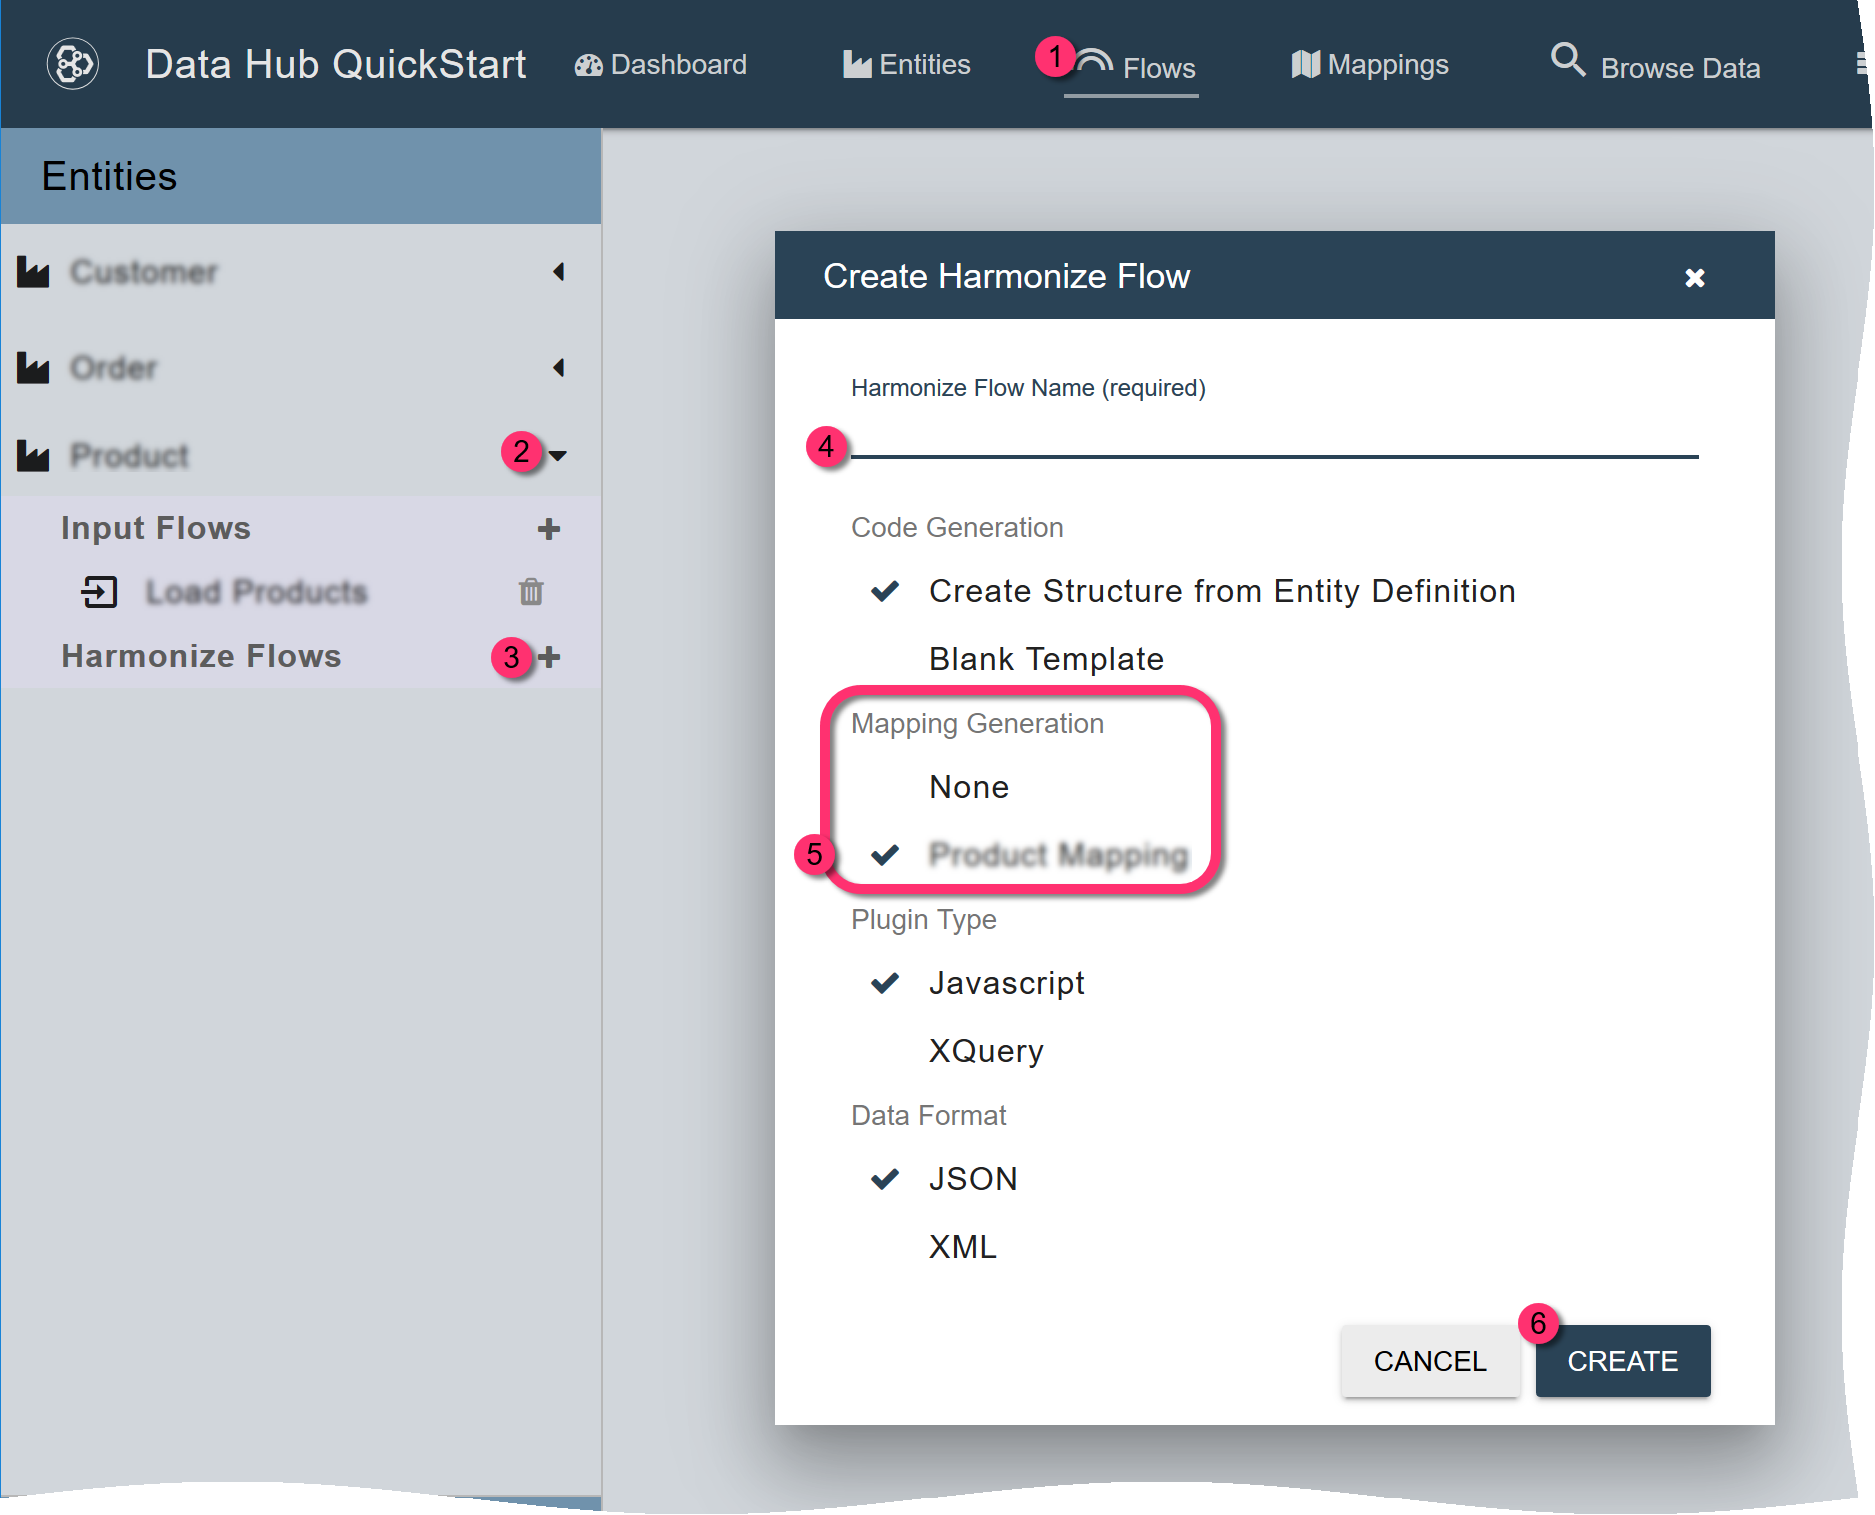 Data Hub QuickStart Dashboard Entities 1 Flows Mappings Browse Data
Entities
Customer
Order
Product 2
Input Flows
Load Products
Harmonize Flows 3
Create Harmonize Flow
Harmonize Flow Name (required)
4
Code Generation
Create Structure from Entity Definition
Blank Template
Mapping Generation
None
5 Product Mapping
Plugin Type
Javascript
XQuery
Data Format
JSON
XML
6
CANCEL CREATE